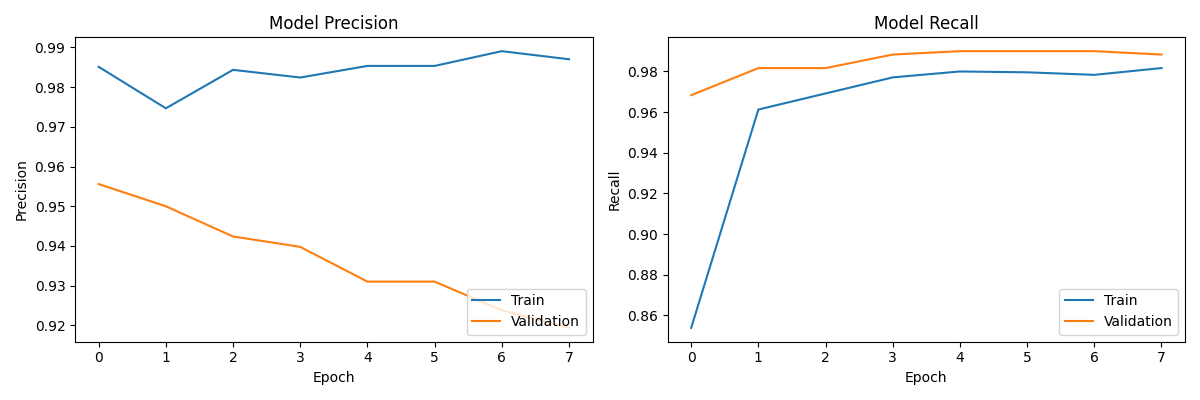 Model Precision
0.99
0.98
0.97
0.96
0.95
0.94
0.93
0.92
Precision
Train
Validation
0 1 2 3 4 5 6 7
Epoch
Model Recall
0.98
0.96
0.94
0.92
0.90
0.88
0.86
Recall
Train
Validation
0 1 2 3 4 5 6 7
Epoch